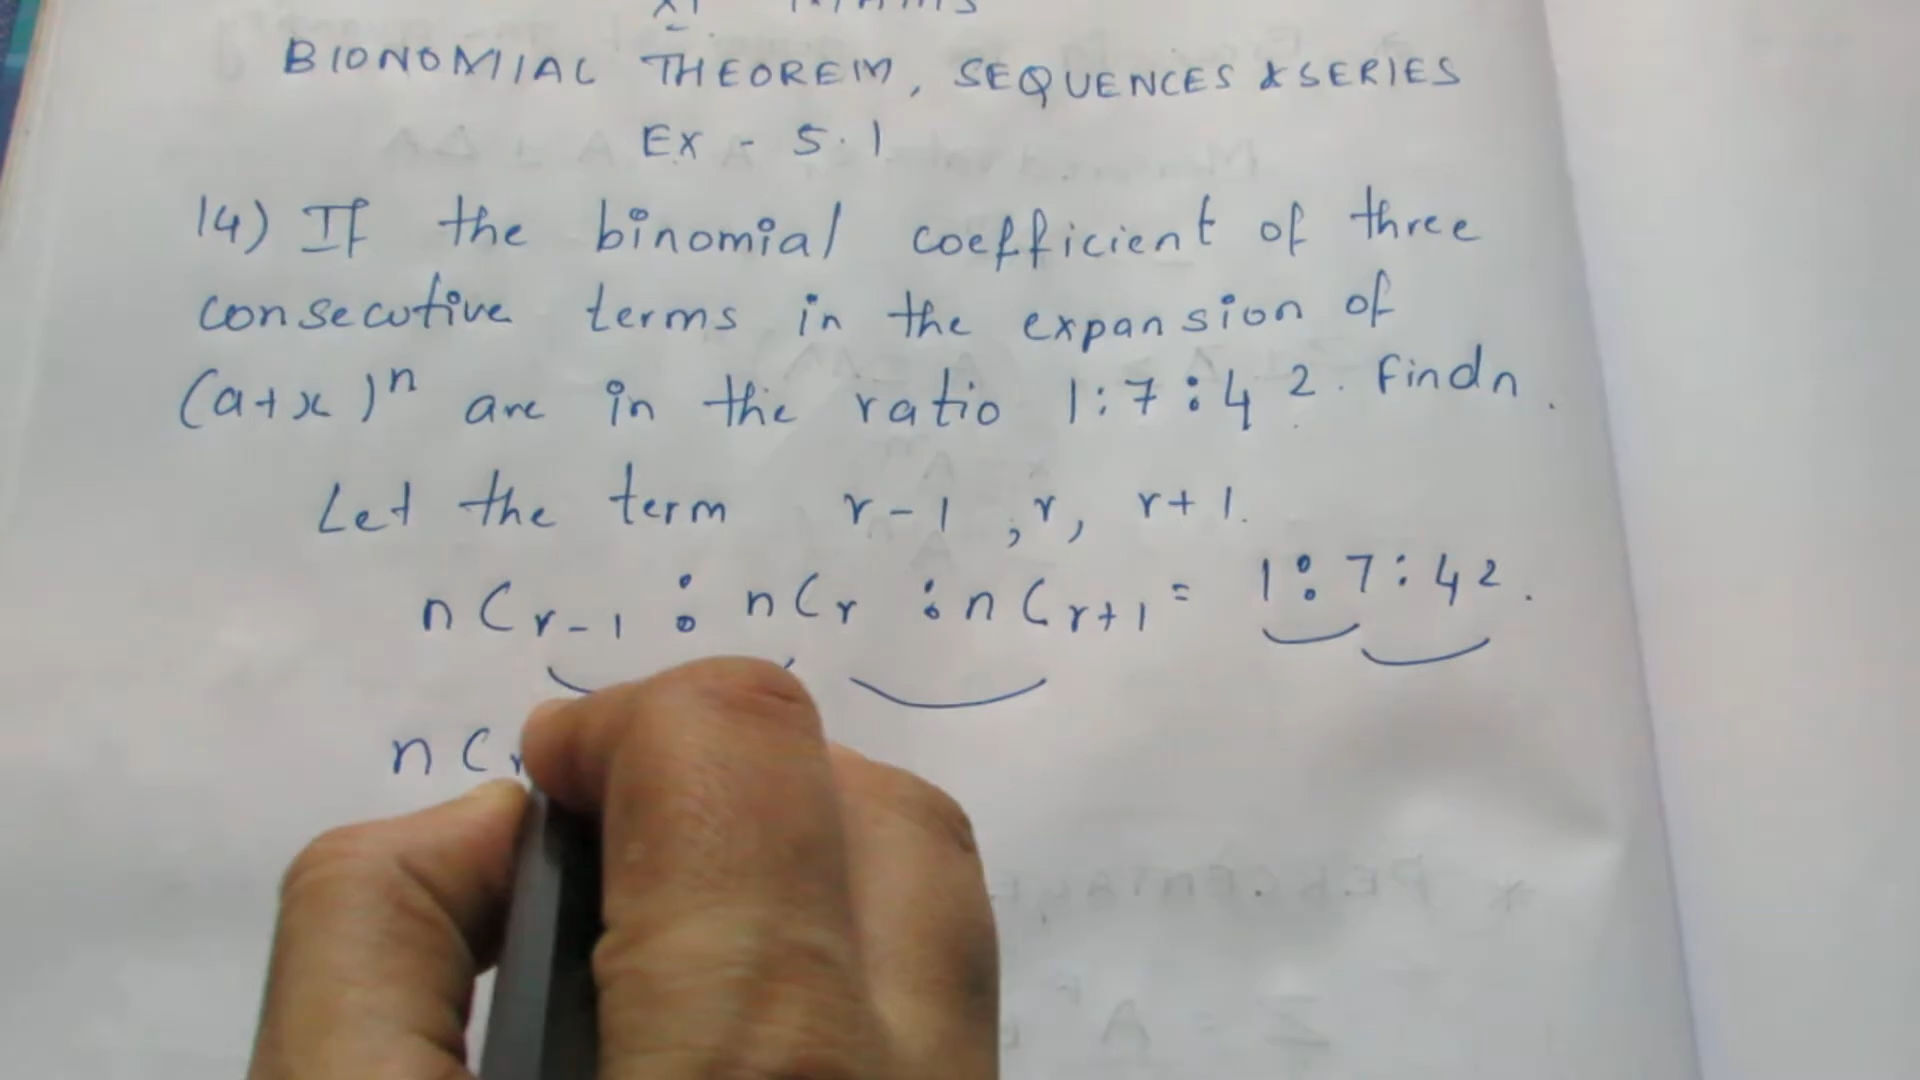 BIONOMIAL THEOREM, SEQUENCES & SERIES
EX - 5.1
14) If the binomial coefficient of three
consecutive terms in the expansion of
(a+x)ⁿ are in the ratio 1:7:42. Find n.
Let the term r-1, r, r+1.
nCr-1 : nCr : nCr+1 = 1:7:42.
nCr